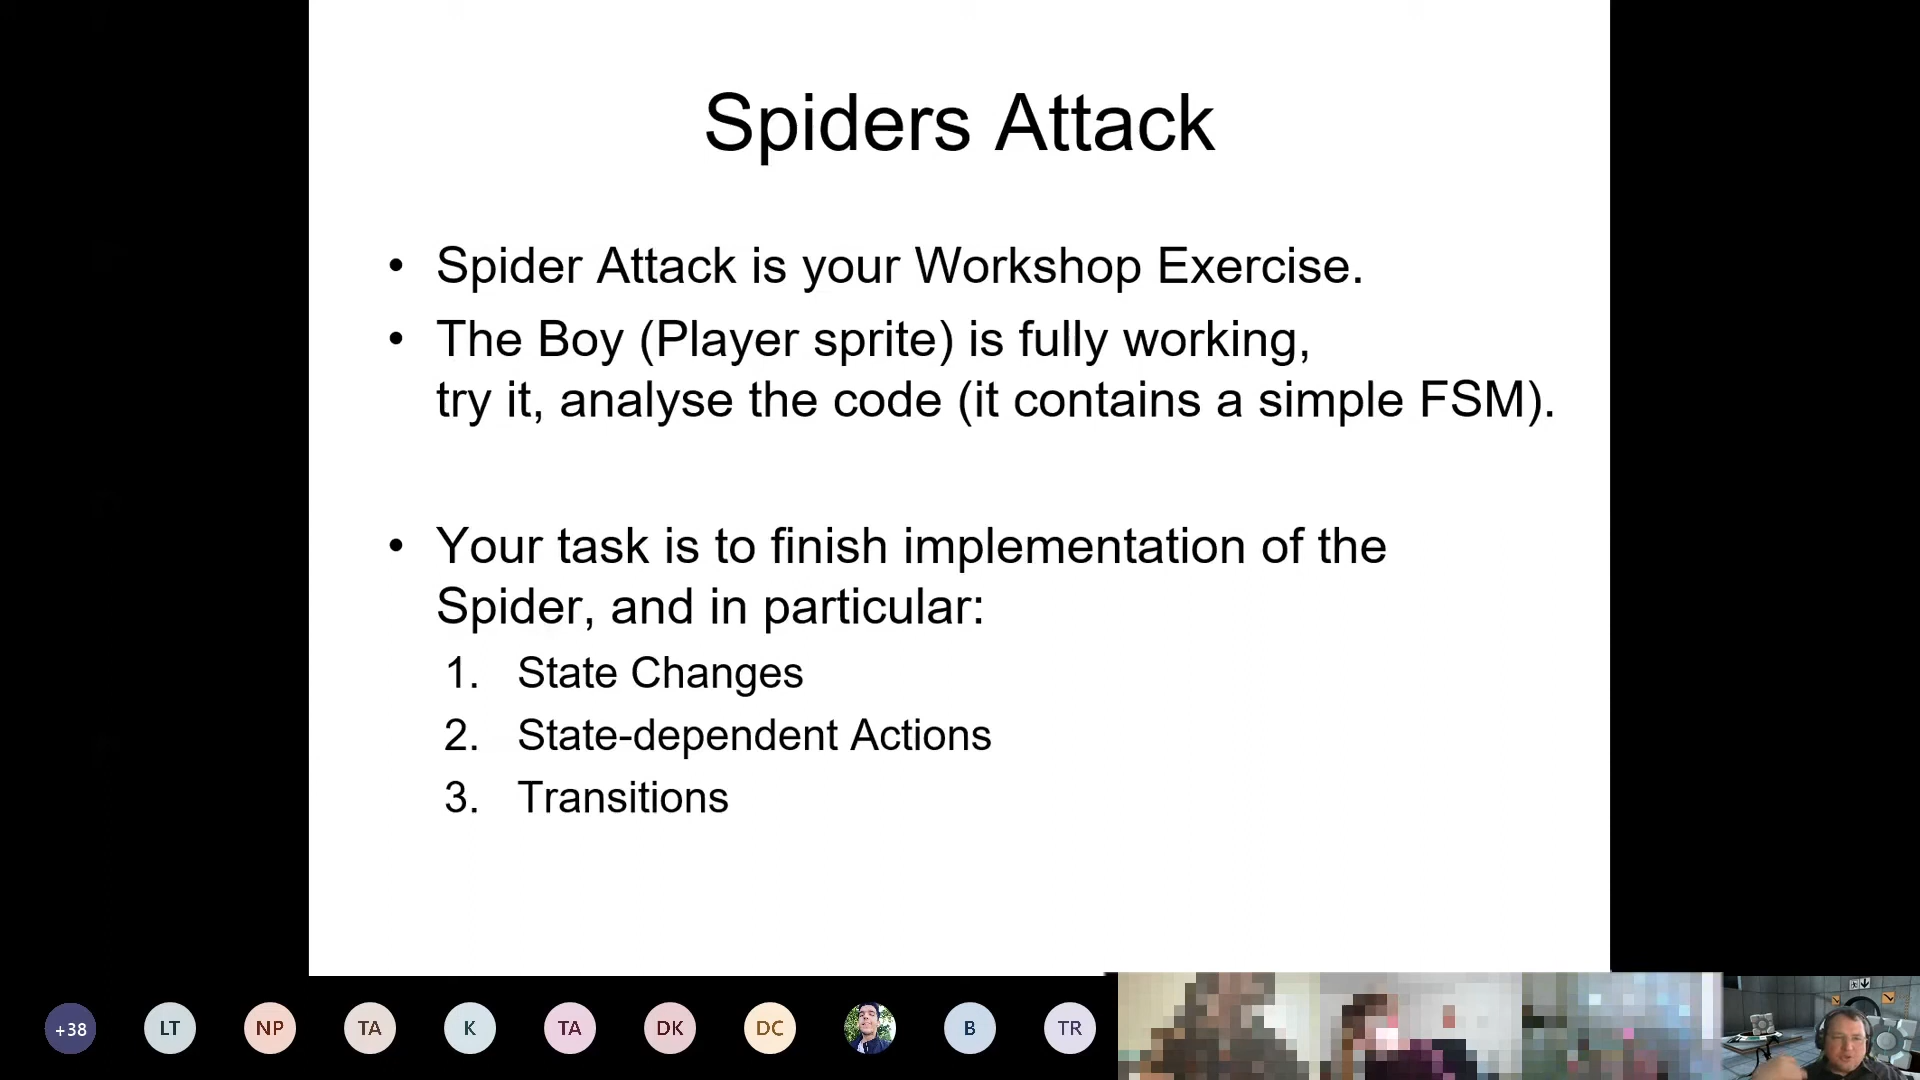 Spiders Attack
• Spider Attack is your Workshop Exercise.
• The Boy (Player sprite) is fully working,
try it, analyse the code (it contains a simple FSM).
• Your task is to finish implementation of the
Spider, and in particular:
1. State Changes
2. State-dependent Actions
3. Transitions
+38 LT NP TA K TA DK DC B TR